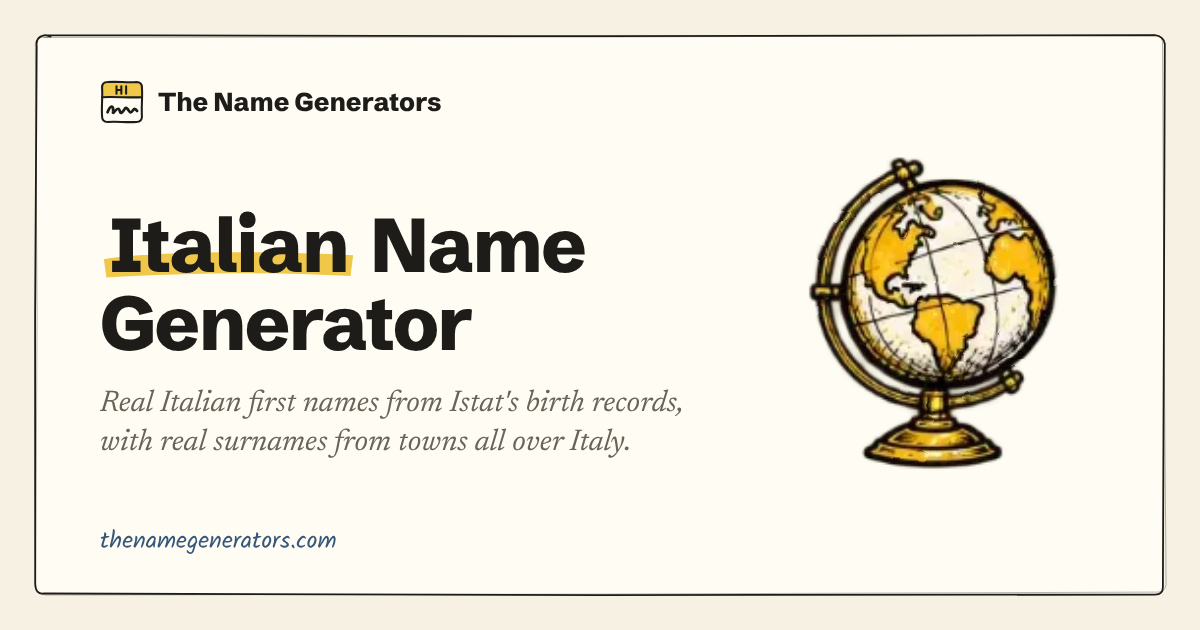 HI
The Name Generators
Italian Name
Generator
Real Italian first names from Istat's birth records,
with real surnames from towns all over Italy.
thenamegenerators.com